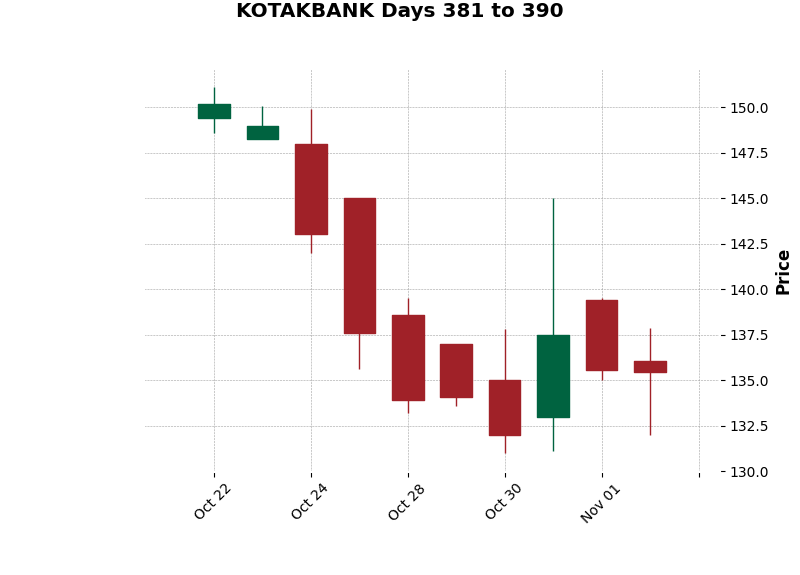 KOTAKBANK Days 381 to 390
150.0
147.5
145.0
142.5
140.0
137.5
135.0
132.5
130.0
Price
Oct 22
Oct 24
Oct 28
Oct 30
Nov 01